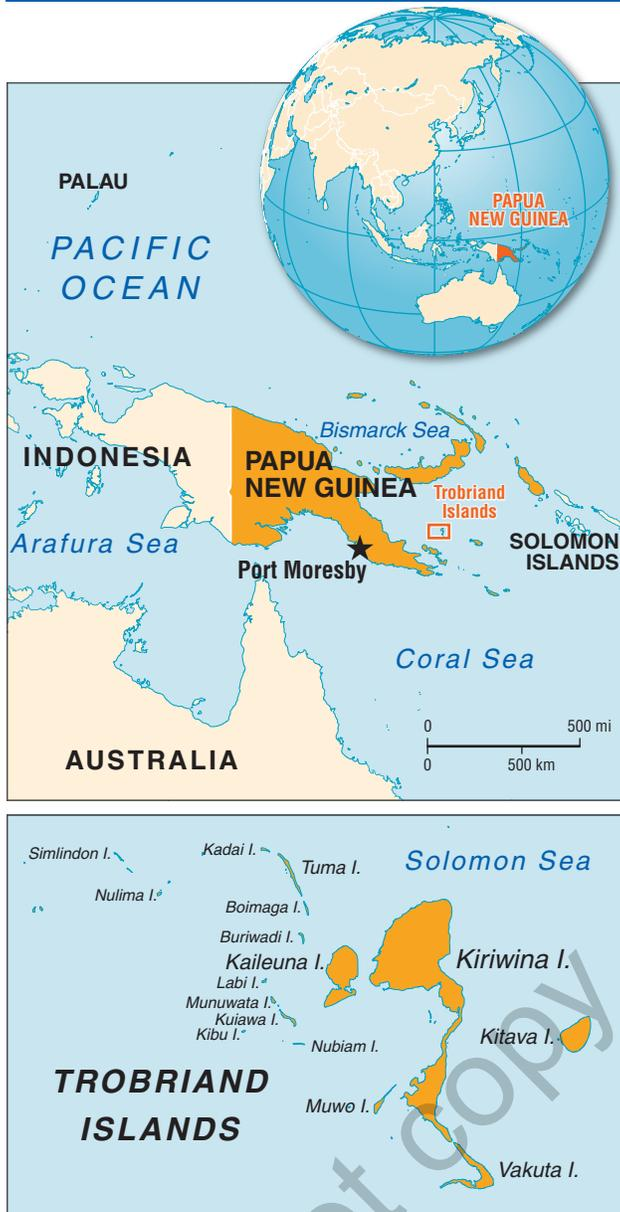 PAPUA
NEW GUINEA
PALAU
PACIFIC
OCEAN
Bismarck Sea
INDONESIA
PAPUA
NEW GUINEA
Trobriand
Islands
Arafura Sea
SOLOMON
ISLANDS
Port Moresby
Coral Sea
0 500 mi
0 500 km
AUSTRALIA
Simlindon I.
Kadai I.
Tuma I.
Solomon Sea
Nulima I.
Boimaga I.
Buriwadi I.
Kaileuna I.
Kiriwina I.
Labi I.
Munuwata I.
Kuiawa I.
Kibu I.
Nubiam I.
Kitava I.
TROBRIAND
ISLANDS
Muwo I.
Vakuta I.
copy